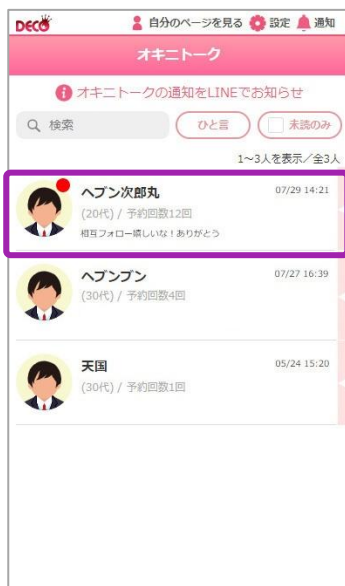 DECO 自分のページを見る 設定 通知
オキニトーク
オキニトークの通知をLINEでお知らせ
検索 ひと言 未読のみ
1～3人を表示／全3人
ヘブン次郎丸 07/29 14:21
(20代) / 予約回数12回
相互フォロー嬉しいな！ありがとう
ヘブンブン 07/27 16:39
(30代) / 予約回数4回
天国 05/24 15:20
(30代) / 予約回数1回